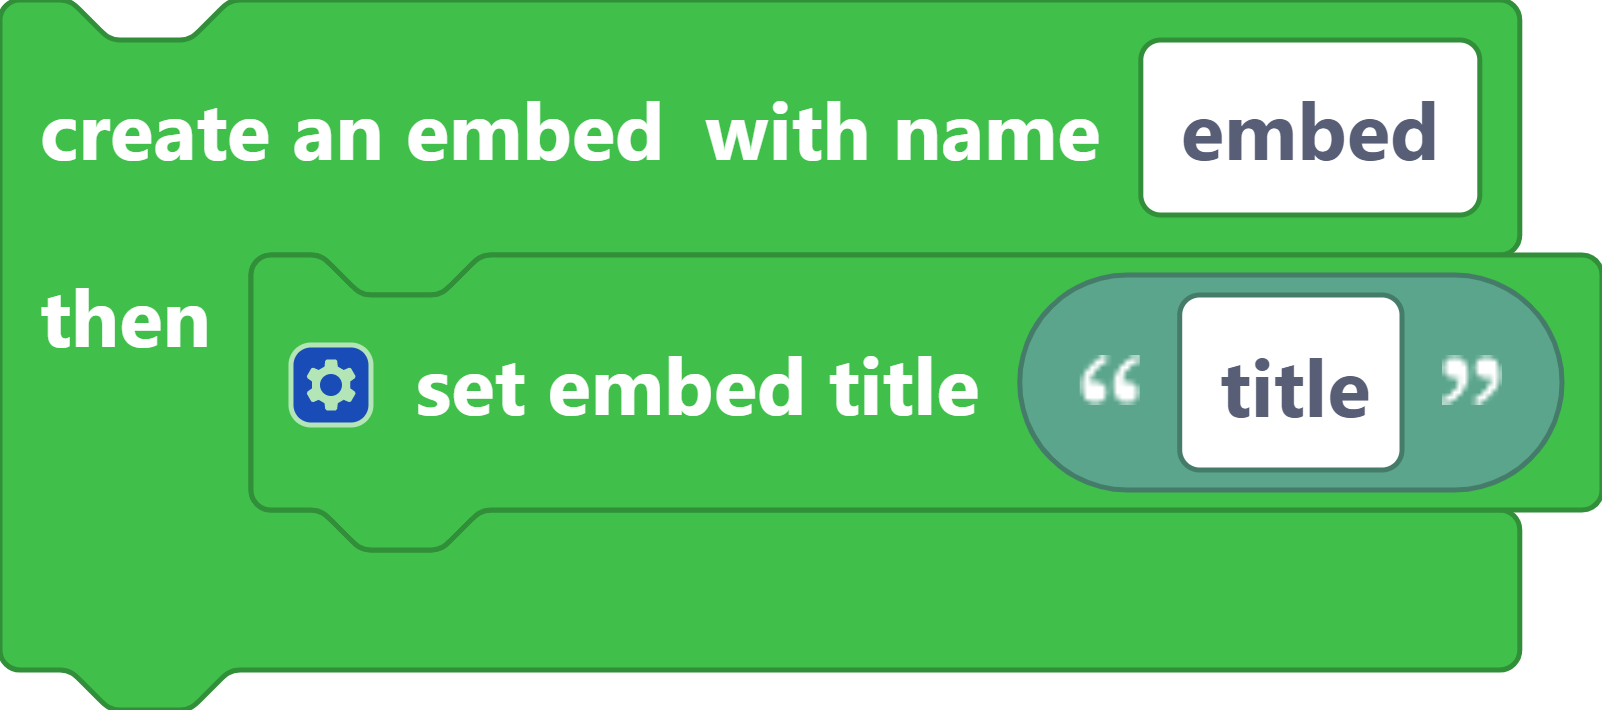 create an embed with name embed
then
set embed title “ title ”